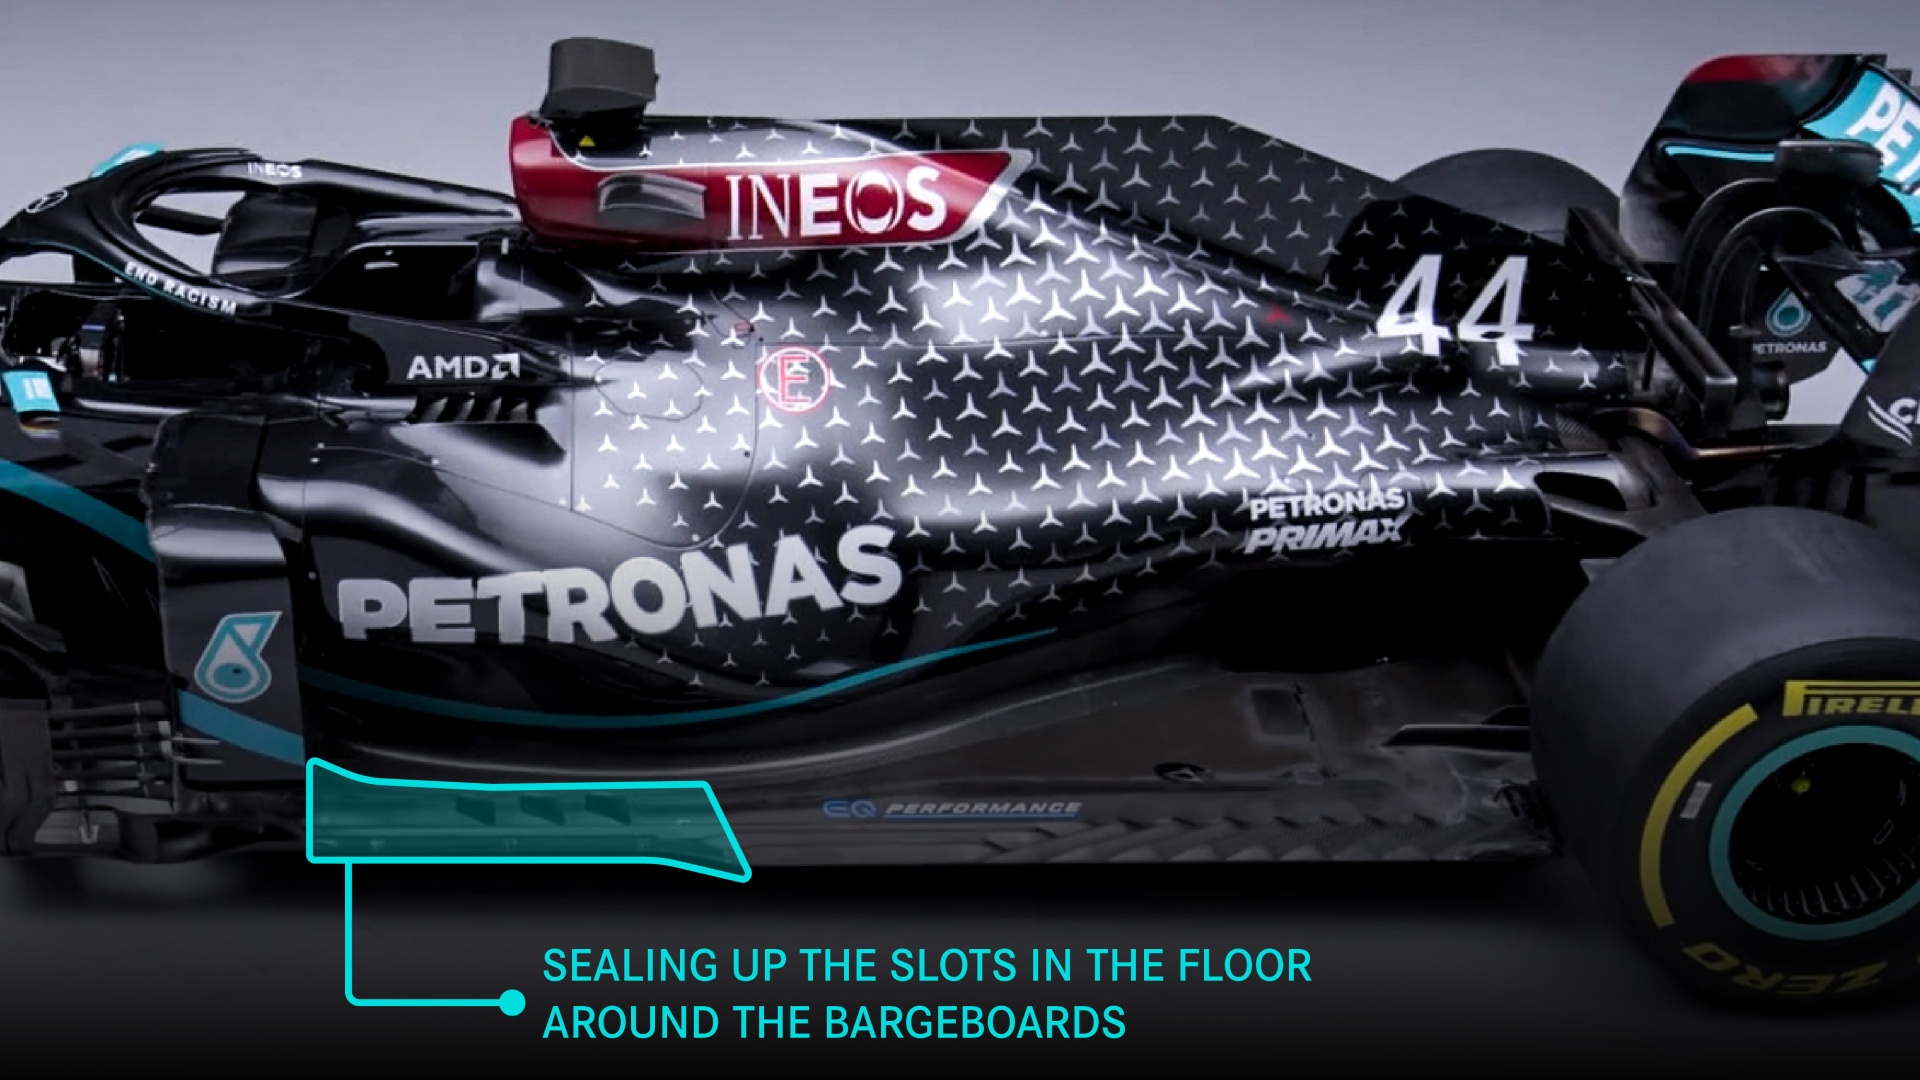 INEOS
INEOS
END RACISM
44
AMD
E
PETRONAS
PETRONAS
PRIMAX
PETRONAS
EQ PERFORMANCE
ZERO
SEALING UP THE SLOTS IN THE FLOOR
AROUND THE BARGEBOARDS